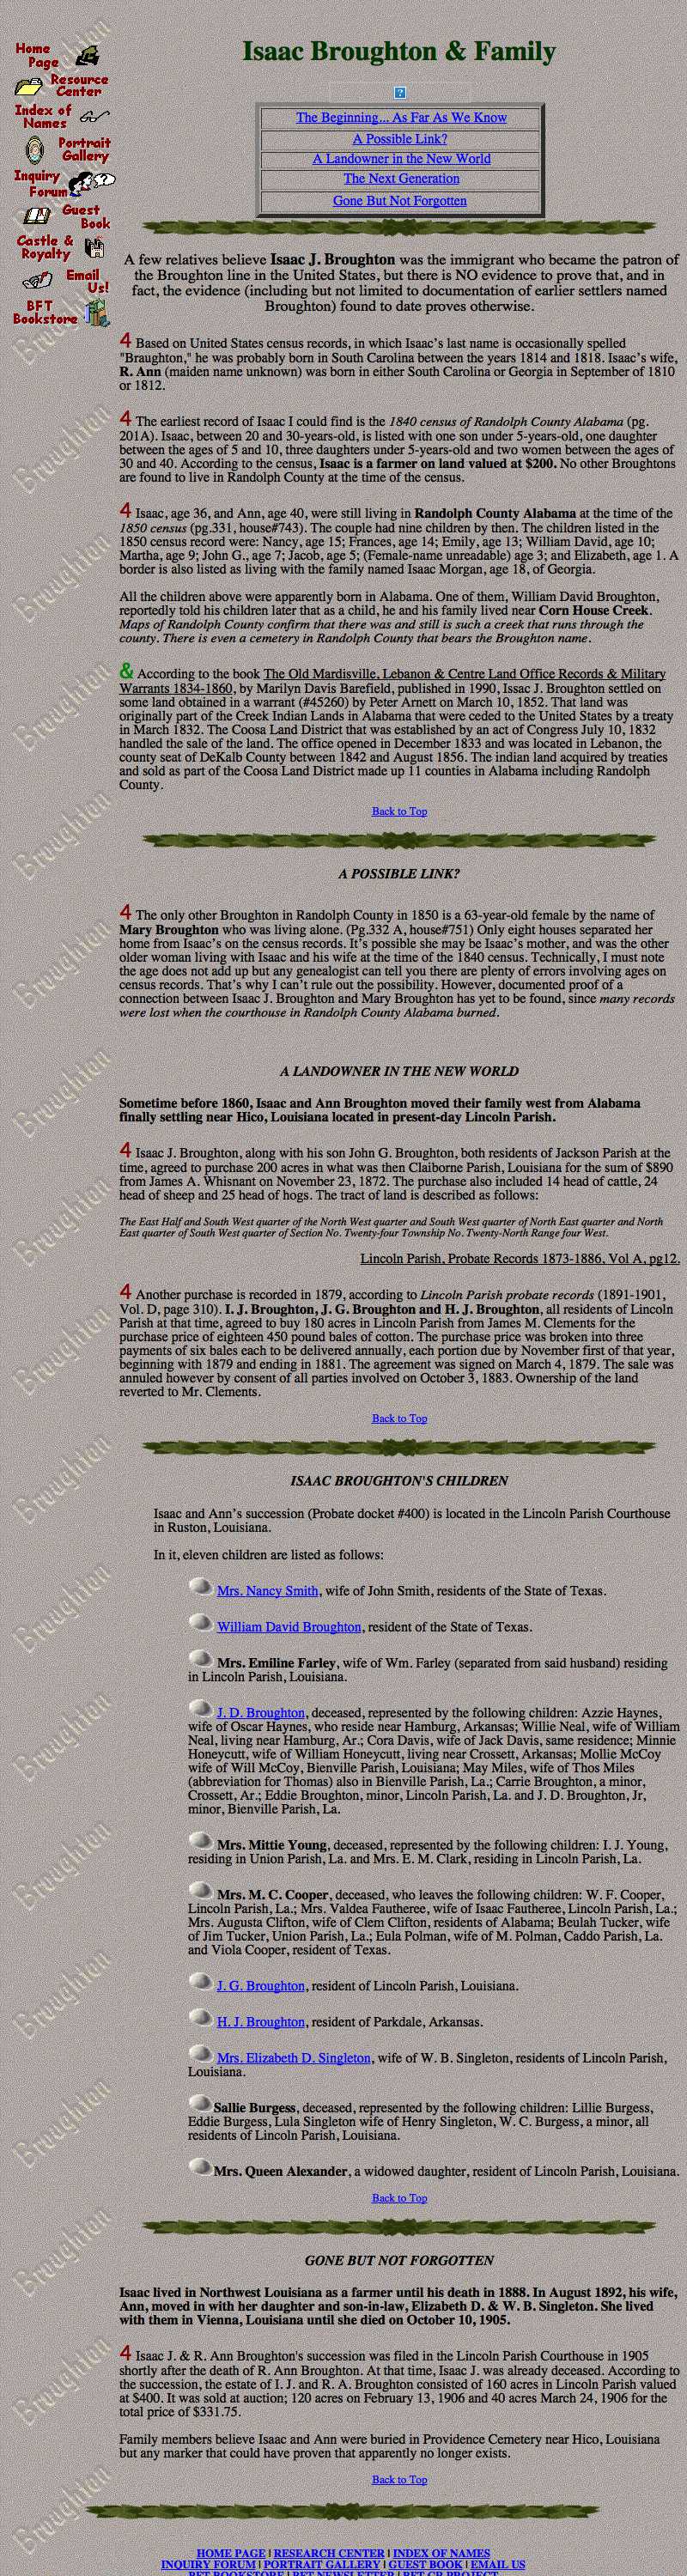 Isaac Broughton & Family
Home
Page
Resource
Center
Index of
Names
Portrait
Gallery
Inquiry
Forum
Guest
Book
Castle &
Royalty
Email
Us!
BFT
Bookstore
The Beginning... As Far As We Know
A Possible Link?
A Landowner in the New World
The Next Generation
Gone But Not Forgotten
A few relatives believe Isaac J. Broughton was the immigrant who became the patron of
the Broughton line in the United States, but there is NO evidence to prove that, and in
fact, the evidence (including but not limited to documentation of earlier settlers named
Broughton) found to date proves otherwise.
4 Based on United States census records, in which Isaac's last name is occasionally spelled
"Braughton," he was probably born in South Carolina between the years 1814 and 1818. Isaac's wife,
R. Ann (maiden name unknown) was born in either South Carolina or Georgia in September of 1810
or 1812.
4 The earliest record of Isaac I could find is the 1840 census of Randolph County Alabama (pg.
201A). Isaac, between 20 and 30-years-old, is listed with one son under 5-years-old, one daughter
between the ages of 5 and 10, three daughters under 5-years-old and two women between the ages of
30 and 40. According to the census, Isaac is a farmer on land valued at $200. No other Broughtons
are found to live in Randolph County at the time of the census.
4 Isaac, age 36, and Ann, age 40, were still living in Randolph County Alabama at the time of the
1850 census (pg.331, house#743). The couple had nine children by then. The children listed in the
1850 census record were: Nancy, age 15; Frances, age 14; Emily, age 13; William David, age 10;
Martha, age 9; John G., age 7; Jacob, age 5; (Female-name unreadable) age 3; and Elizabeth, age 1. A
border is also listed as living with the family named Isaac Morgan, age 18, of Georgia.
All the children above were apparently born in Alabama. One of them, William David Broughton,
reportedly told his children later that as a child, he and his family lived near Corn House Creek.
Maps of Randolph County confirm that there was and still is such a creek that runs through the
county. There is even a cemetery in Randolph County that bears the Broughton name.
& According to the book The Old Mardisville, Lebanon & Centre Land Office Records & Military
Warrants 1834-1860, by Marilyn Davis Barefield, published in 1990, Issac J. Broughton settled on
some land obtained in a warrant (#45260) by Peter Arnett on March 10, 1852. That land was
originally part of the Creek Indian Lands in Alabama that were ceded to the United States by a treaty
in March 1832. The Coosa Land District that was established by an act of Congress July 10, 1832
handled the sale of the land. The office opened in December 1833 and was located in Lebanon, the
county seat of DeKalb County between 1842 and August 1856. The indian land acquired by treaties
and sold as part of the Coosa Land District made up 11 counties in Alabama including Randolph
County.
Back to Top
A POSSIBLE LINK?
4 The only other Broughton in Randolph County in 1850 is a 63-year-old female by the name of
Mary Broughton who was living alone. (Pg.332 A, house#751) Only eight houses separated her
home from Isaac's on the census records. It's possible she may be Isaac's mother, and was the other
older woman living with Isaac and his wife at the time of the 1840 census. Technically, I must note
the age does not add up but any genealogist can tell you there are plenty of errors involving ages on
census records. That's why I can't rule out the possibility. However, documented proof of a
connection between Isaac J. Broughton and Mary Broughton has yet to be found, since many records
were lost when the courthouse in Randolph County Alabama burned.
A LANDOWNER IN THE NEW WORLD
Sometime before 1860, Isaac and Ann Broughton moved their family west from Alabama
finally settling near Hico, Louisiana located in present-day Lincoln Parish.
4 Isaac J. Broughton, along with his son John G. Broughton, both residents of Jackson Parish at the
time, agreed to purchase 200 acres in what was then Claiborne Parish, Louisiana for the sum of $890
from James A. Whisnant on November 23, 1872. The purchase also included 14 head of cattle, 24
head of sheep and 25 head of hogs. The tract of land is described as follows:
The East Half and South West quarter of the North West quarter and South West quarter of North East quarter and North
East quarter of South West quarter of Section No. Twenty-four Township No. Twenty-North Range four West.
Lincoln Parish, Probate Records 1873-1886, Vol A, pg12.
4 Another purchase is recorded in 1879, according to Lincoln Parish probate records (1891-1901,
Vol. D, page 310). I. J. Broughton, J. G. Broughton and H. J. Broughton, all residents of Lincoln
Parish at that time, agreed to buy 180 acres in Lincoln Parish from James M. Clements for the
purchase price of eighteen 450 pound bales of cotton. The purchase price was broken into three
payments of six bales each to be delivered annually, each portion due by November first of that year,
beginning with 1879 and ending in 1881. The agreement was signed on March 4, 1879. The sale was
annuled however by consent of all parties involved on October 3, 1883. Ownership of the land
reverted to Mr. Clements.
Back to Top
ISAAC BROUGHTON'S CHILDREN
Isaac and Ann's succession (Probate docket #400) is located in the Lincoln Parish Courthouse
in Ruston, Louisiana.
In it, eleven children are listed as follows:
Mrs. Nancy Smith, wife of John Smith, residents of the State of Texas.
William David Broughton, resident of the State of Texas.
Mrs. Emiline Farley, wife of Wm. Farley (separated from said husband) residing
in Lincoln Parish, Louisiana.
J. D. Broughton, deceased, represented by the following children: Azzie Haynes,
wife of Oscar Haynes, who reside near Hamburg, Arkansas; Willie Neal, wife of William
Neal, living near Hamburg, Ar.; Cora Davis, wife of Jack Davis, same residence; Minnie
Honeycutt, wife of William Honeycutt, living near Crossett, Arkansas; Mollie McCoy
wife of Will McCoy, Bienville Parish, Louisiana; May Miles, wife of Thos Miles
(abbreviation for Thomas) also in Bienville Parish, La.; Carrie Broughton, a minor,
Crossett, Ar.; Eddie Broughton, minor, Lincoln Parish, La. and J. D. Broughton, Jr,
minor, Bienville Parish, La.
Mrs. Mittie Young, deceased, represented by the following children: I. J. Young,
residing in Union Parish, La. and Mrs. E. M. Clark, residing in Lincoln Parish, La.
Mrs. M. C. Cooper, deceased, who leaves the following children: W. F. Cooper,
Lincoln Parish, La.; Mrs. Valdea Fautheree, wife of Isaac Fautheree, Lincoln Parish, La.;
Mrs. Augusta Clifton, wife of Clem Clifton, residents of Alabama; Beulah Tucker, wife
of Jim Tucker, Union Parish, La.; Eula Polman, wife of M. Polman, Caddo Parish, La.
and Viola Cooper, resident of Texas.
J. G. Broughton, resident of Lincoln Parish, Louisiana.
H. J. Broughton, resident of Parkdale, Arkansas.
Mrs. Elizabeth D. Singleton, wife of W. B. Singleton, residents of Lincoln Parish,
Louisiana.
Sallie Burgess, deceased, represented by the following children: Lillie Burgess,
Eddie Burgess, Lula Singleton wife of Henry Singleton, W. C. Burgess, a minor, all
residents of Lincoln Parish, Louisiana.
Mrs. Queen Alexander, a widowed daughter, resident of Lincoln Parish, Louisiana.
Back to Top
GONE BUT NOT FORGOTTEN
Isaac lived in Northwest Louisiana as a farmer until his death in 1888. In August 1892, his wife,
Ann, moved in with her daughter and son-in-law, Elizabeth D. & W. B. Singleton. She lived
with them in Vienna, Louisiana until she died on October 10, 1905.
4 Isaac J. & R. Ann Broughton's succession was filed in the Lincoln Parish Courthouse in 1905
shortly after the death of R. Ann Broughton. At that time, Isaac J. was already deceased. According to
the succession, the estate of I. J. and R. A. Broughton consisted of 160 acres in Lincoln Parish valued
at $400. It was sold at auction; 120 acres on February 13, 1906 and 40 acres March 24, 1906 for the
total price of $331.75.
Family members believe Isaac and Ann were buried in Providence Cemetery near Hico, Louisiana
but any marker that could have proven that apparently no longer exists.
Back to Top
HOME PAGE | RESEARCH CENTER | INDEX OF NAMES
INQUIRY FORUM | PORTRAIT GALLERY | GUEST BOOK | EMAIL US
BFT BOOKSTORE | BFT NEWSLETTER | BFT GR PROJECT